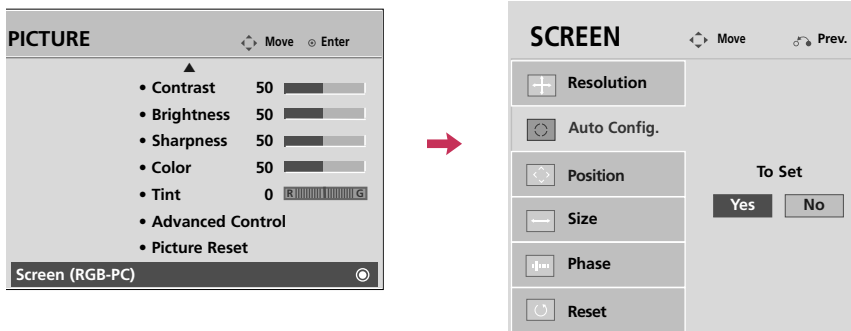 PICTURE
Move
Enter
• Contrast 50
• Brightness 50
• Sharpness 50
• Color 50
• Tint 0 R G
• Advanced Control
• Picture Reset
Screen (RGB-PC)
SCREEN
Move
Prev.
Resolution
Auto Config.
Position
Size
Phase
Reset
To Set
Yes No